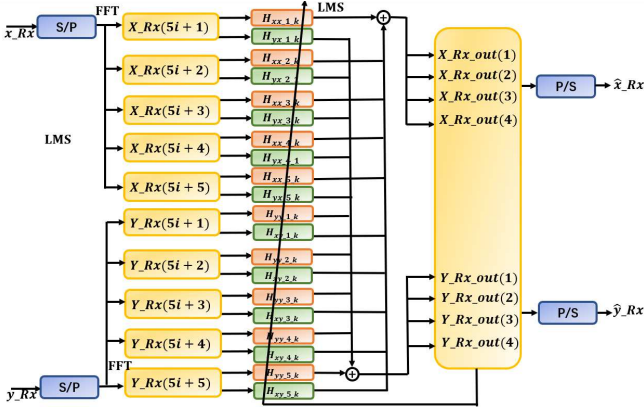 x_Rx
S/P
FFT
LMS
X_Rx(5i + 1)
X_Rx(5i + 2)
X_Rx(5i + 3)
X_Rx(5i + 4)
X_Rx(5i + 5)
Y_Rx(5i + 1)
Y_Rx(5i + 2)
Y_Rx(5i + 3)
Y_Rx(5i + 4)
Y_Rx(5i + 5)
y_Rx
S/P
FFT
H_xx_1_k
H_yx_1_k
H_xx_2_k
H_yx_2_k
H_xx_3_k
H_yx_3_k
H_xx_4_k
H_yx_4_1
H_xx_5_k
H_yx_5_k
H_yy_1_k
H_xy_1_k
H_yy_2_k
H_xy_2_k
H_yy_3_k
H_xy_3_k
H_yy_4_k
H_xy_4_k
H_yy_5_k
H_xy_5_k
LMS
+
+
X_Rx_out(1)
X_Rx_out(2)
X_Rx_out(3)
X_Rx_out(4)
Y_Rx_out(1)
Y_Rx_out(2)
Y_Rx_out(3)
Y_Rx_out(4)
P/S
x̂_Rx
P/S
ŷ_Rx